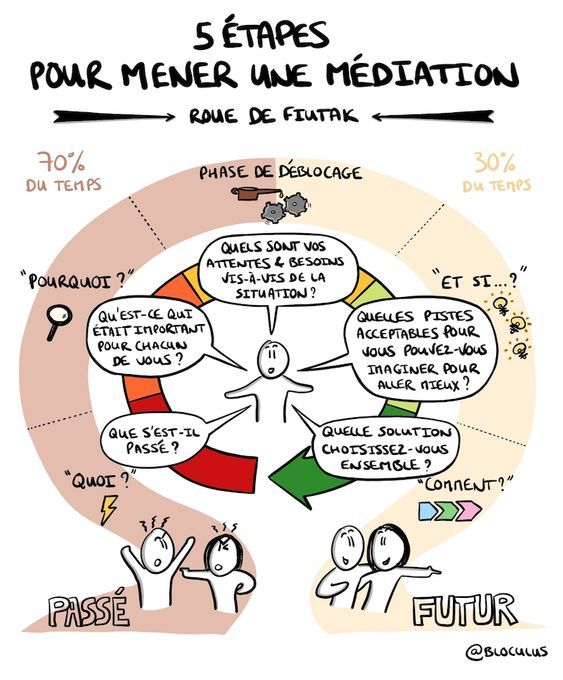 5 ÉTAPES
POUR MENER UNE MÉDIATION
ROUE DE FIUTAK
70%
DU TEMPS
PHASE DE DÉBLOCAGE
30%
DU TEMPS
QUELS SONT VOS
ATTENTES & BESOINS
VIS-À-VIS DE LA
SITUATION ?
"POURQUOI ?"
"ET SI...?"
QU'EST-CE QUI
ÉTAIT IMPORTANT
POUR CHACUN
DE VOUS ?
QUELLES PISTES
ACCEPTABLES POUR
VOUS POUVEZ-VOUS
IMAGINER POUR
ALLER MIEUX ?
QUE S'EST-IL
PASSÉ ?
QUELLE SOLUTION
CHOISISSEZ-VOUS
ENSEMBLE ?
"QUOI ?"
"COMMENT ?"
PASSÉ
FUTUR
@BLOCULUS